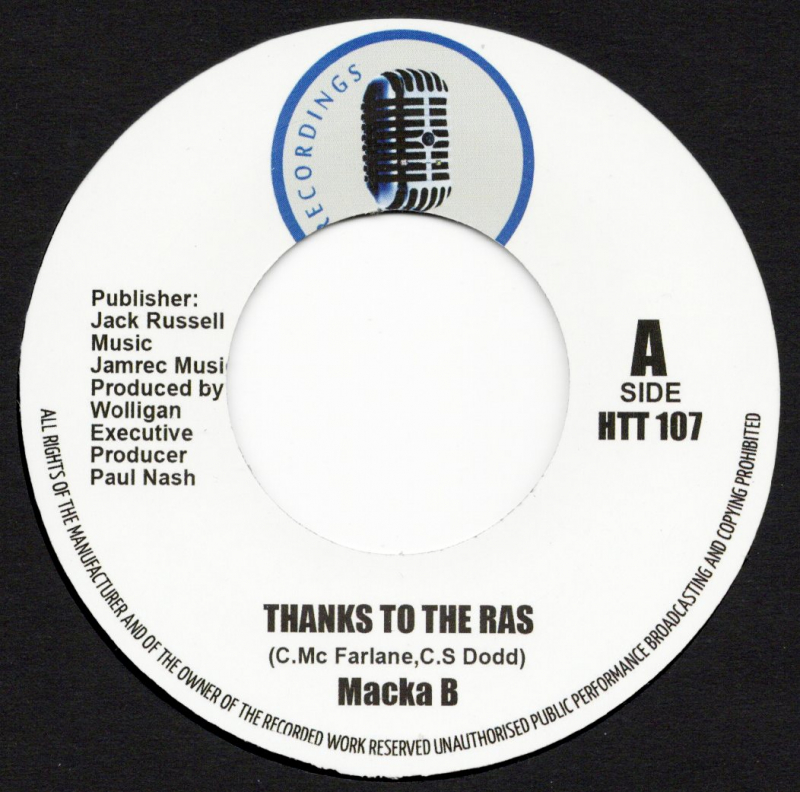 RECORDINGS
Publisher:
Jack Russell
Music
Jamrec Musi
Produced by
Wolligan
Executive
Producer
Paul Nash
A
SIDE
HTT 107
THANKS TO THE RAS
(C.Mc Farlane,C.S Dodd)
Macka B
ALL RIGHTS OF THE MANUFACTURER AND OF THE OWNER OF THE RECORDED WORK RESERVED UNAUTHORISED PUBLIC PERFORMANCE BROADCASTING AND COPYING PROHIBITED